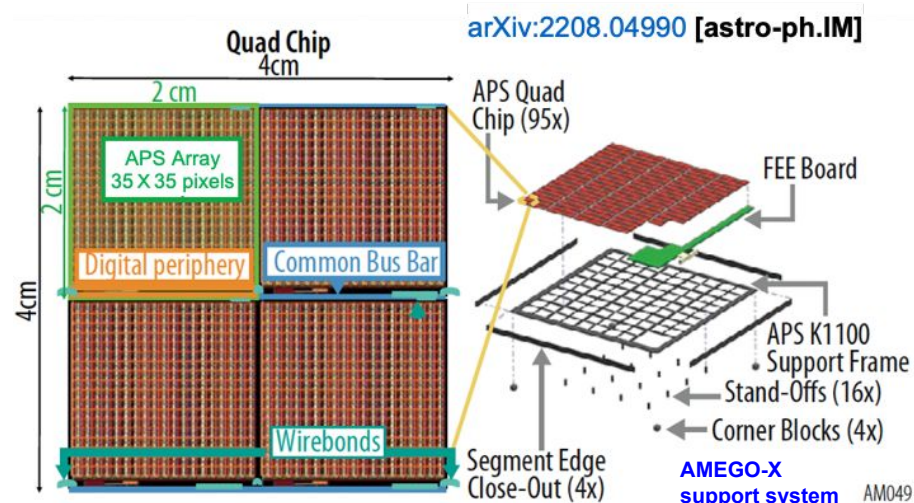 arXiv:2208.04990 [astro-ph.IM]
Quad Chip
4cm
2 cm
2 cm
4cm
APS Array
35 X 35 pixels
Digital periphery
Common Bus Bar
Wirebonds
APS Quad
Chip (95x)
FEE Board
APS K1100
Support Frame
Stand-Offs (16x)
Corner Blocks (4x)
Segment Edge
Close-Out (4x)
AMEGO-X
support system
AM049